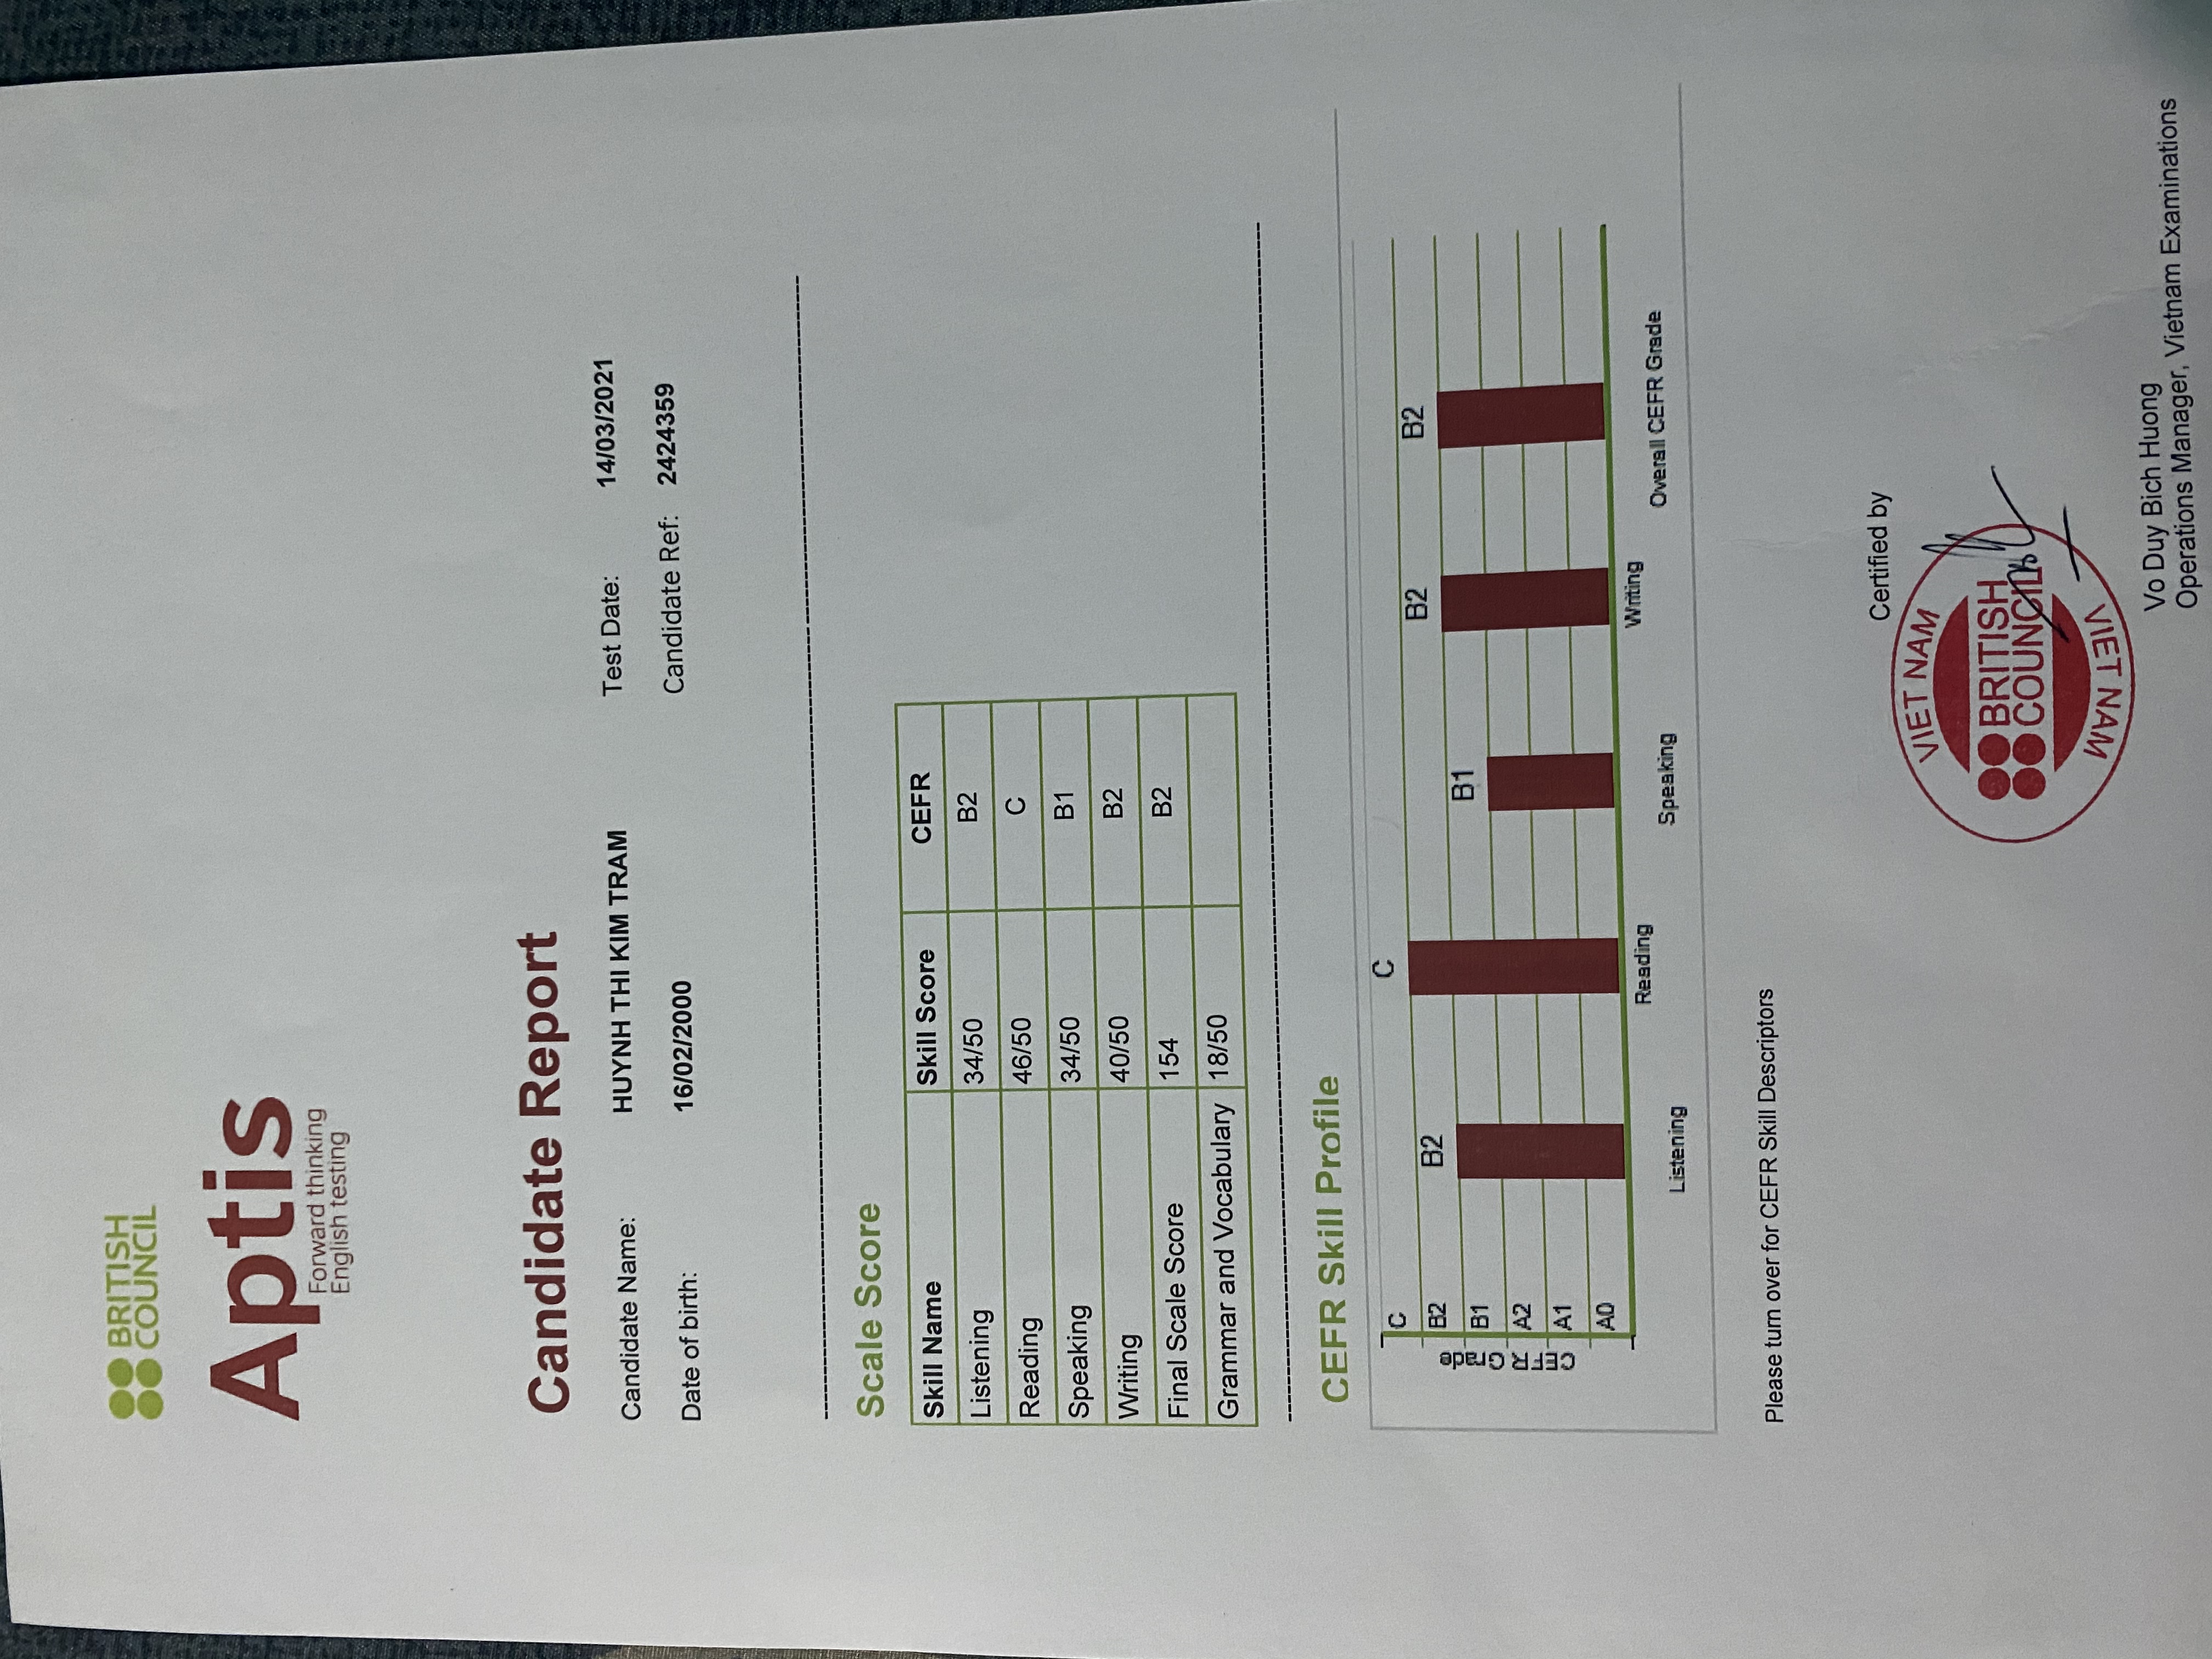 BRITISH
COUNCIL
Aptis
Forward thinking
English testing
Candidate Report
Candidate Name: HUYNH THI KIM TRAM Test Date: 14/03/2021
Date of birth: 16/02/2000 Candidate Ref: 2424359
Scale Score
Skill Name Skill Score CEFR
Listening 34/50 B2
Reading 46/50 C
Speaking 34/50 B1
Writing 40/50 B2
Final Scale Score 154 B2
Grammar and Vocabulary 18/50
CEFR Skill Profile
CEFR Grade
C
B2
B1
A2
A1
A0
B2 C B1 B2 B2
Listening Reading Speaking Writing Overall CEFR Grade
Please turn over for CEFR Skill Descriptors
Certified by
VIET NAM
BRITISH
COUNCIL
VIET NAM
Vo Duy Bich Huong
Operations Manager, Vietnam Examinations